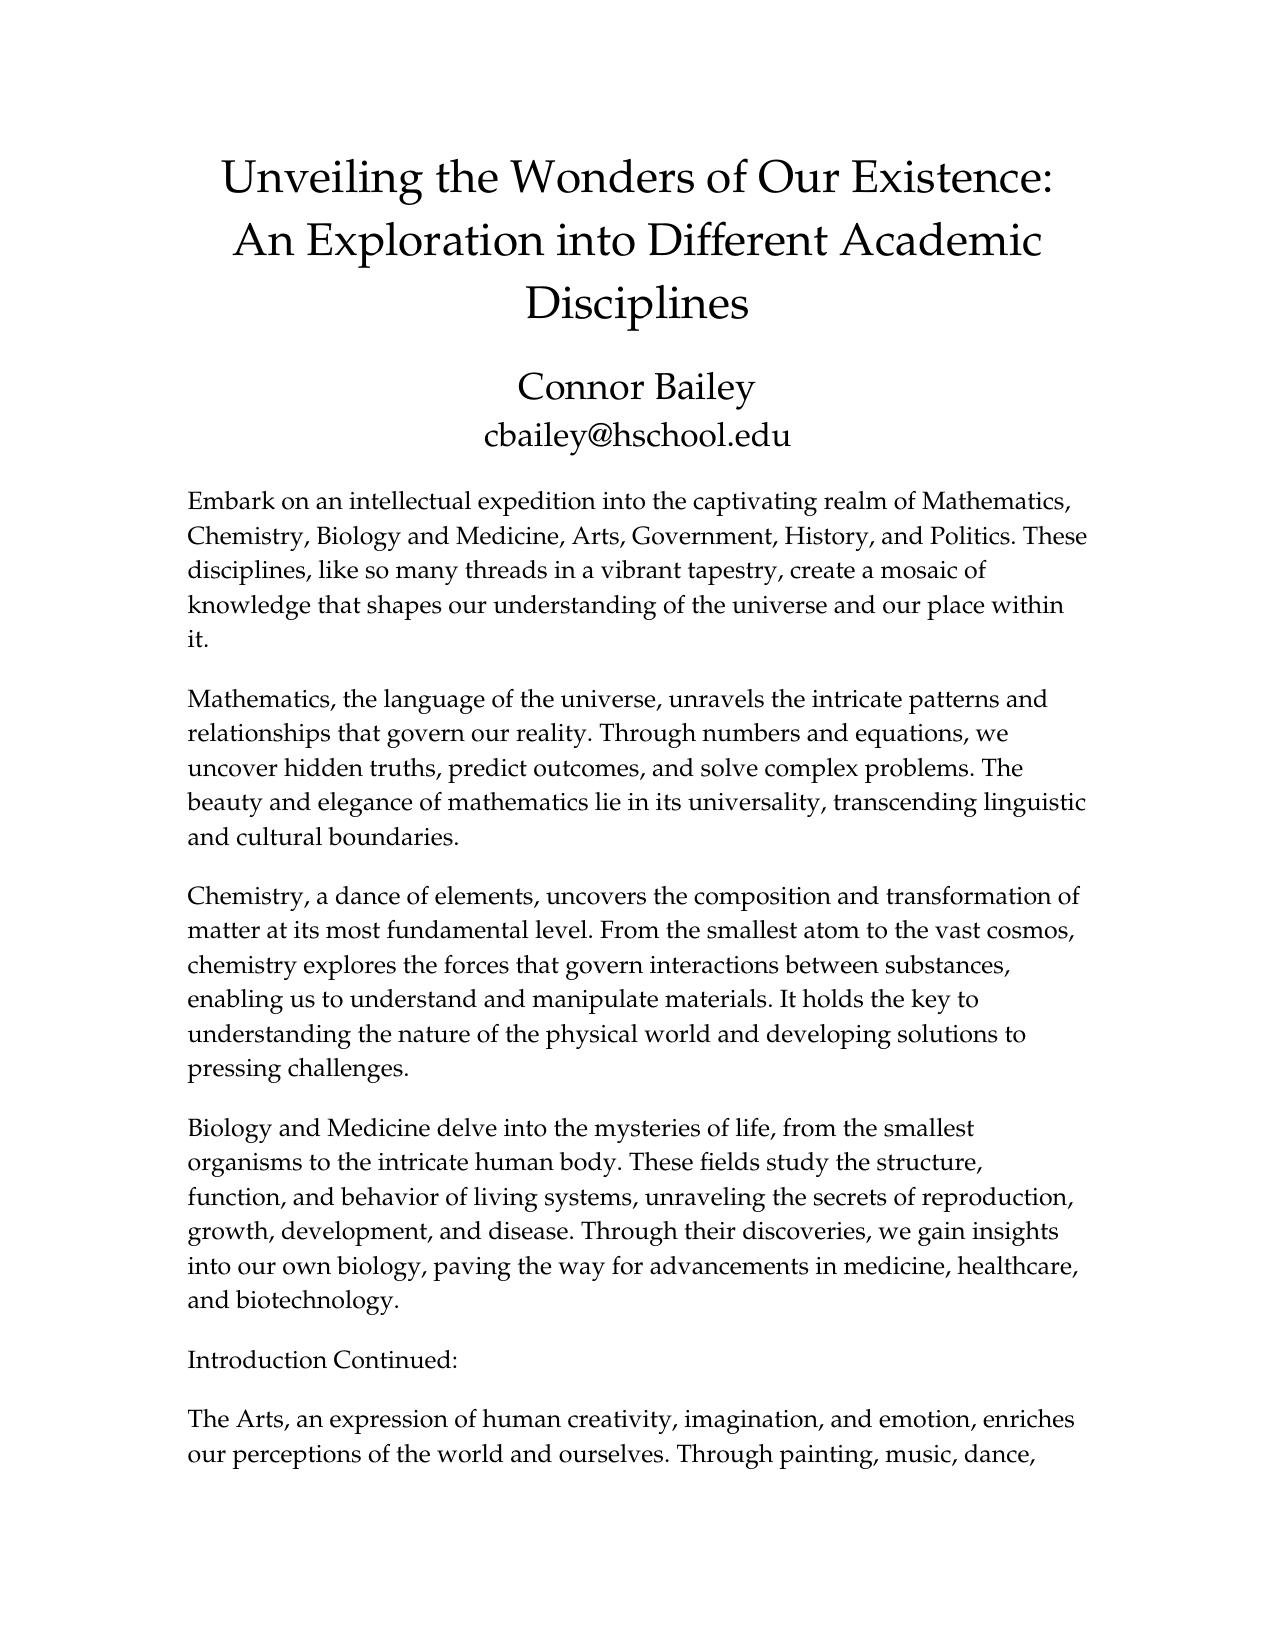 Unveiling the Wonders of Our Existence:
An Exploration into Different Academic
Disciplines
Connor Bailey
cbailey@hschool.edu
Embark on an intellectual expedition into the captivating realm of Mathematics,
Chemistry, Biology and Medicine, Arts, Government, History, and Politics. These
disciplines, like so many threads in a vibrant tapestry, create a mosaic of
knowledge that shapes our understanding of the universe and our place within
it.
Mathematics, the language of the universe, unravels the intricate patterns and
relationships that govern our reality. Through numbers and equations, we
uncover hidden truths, predict outcomes, and solve complex problems. The
beauty and elegance of mathematics lie in its universality, transcending linguistic
and cultural boundaries.
Chemistry, a dance of elements, uncovers the composition and transformation of
matter at its most fundamental level. From the smallest atom to the vast cosmos,
chemistry explores the forces that govern interactions between substances,
enabling us to understand and manipulate materials. It holds the key to
understanding the nature of the physical world and developing solutions to
pressing challenges.
Biology and Medicine delve into the mysteries of life, from the smallest
organisms to the intricate human body. These fields study the structure,
function, and behavior of living systems, unraveling the secrets of reproduction,
growth, development, and disease. Through their discoveries, we gain insights
into our own biology, paving the way for advancements in medicine, healthcare,
and biotechnology.
Introduction Continued:
The Arts, an expression of human creativity, imagination, and emotion, enriches
our perceptions of the world and ourselves. Through painting, music, dance,